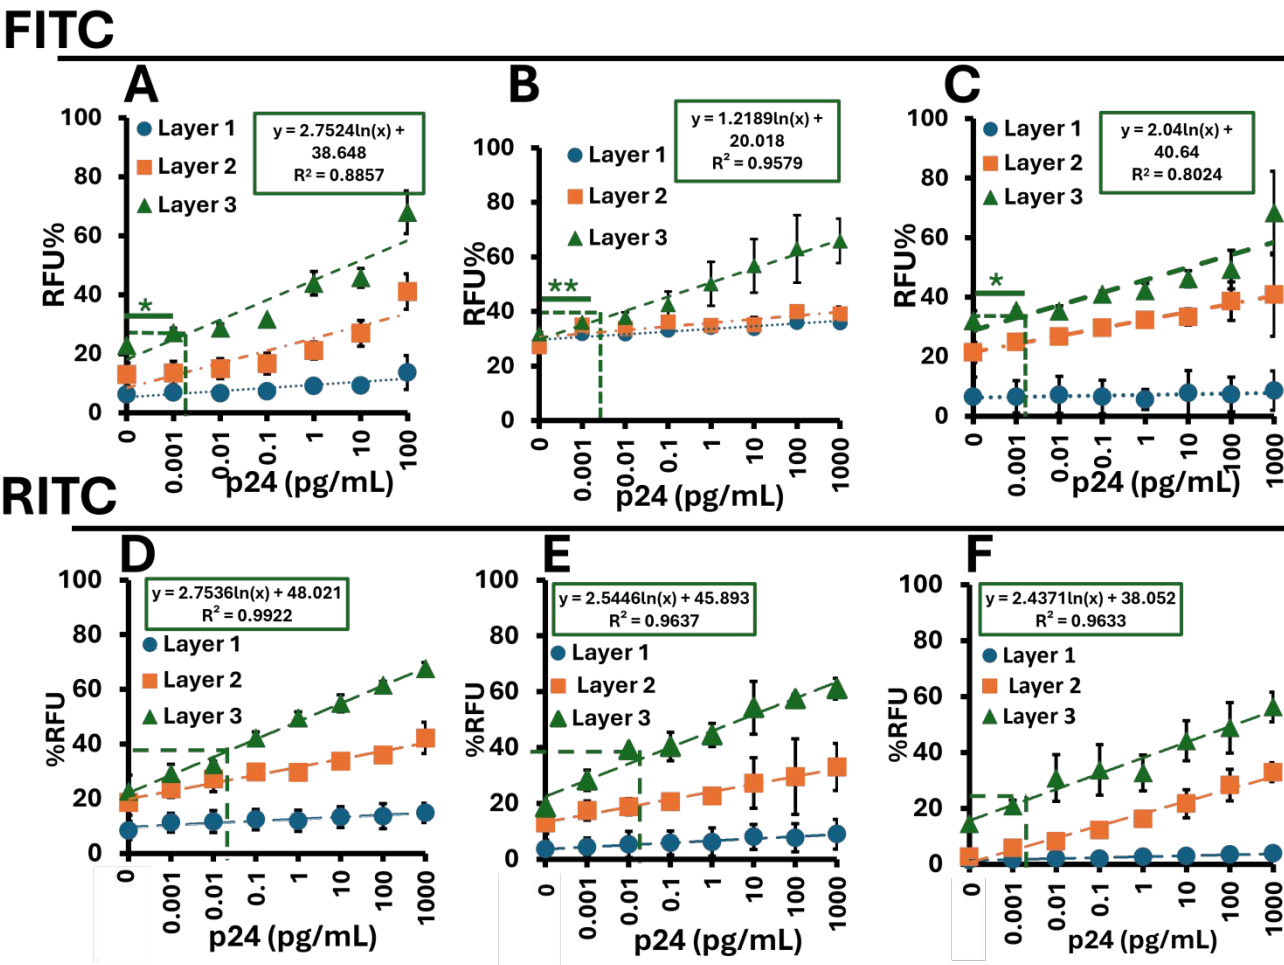 FITC
A
y = 2.7524ln(x) +
38.648
R² = 0.8857
Layer 1
Layer 2
Layer 3
RFU%
100
80
60
40
20
0
*
0
0.001
0.01
0.1
1
10
100
p24 (pg/mL)
B
y = 1.2189ln(x) +
20.018
R² = 0.9579
Layer 1
Layer 2
Layer 3
RFU%
100
80
60
40
20
0
**
0
0.001
0.01
0.1
1
10
100
1000
p24 (pg/mL)
C
y = 2.04ln(x) +
40.64
R² = 0.8024
Layer 1
Layer 2
Layer 3
RFU%
100
80
60
40
20
0
*
0
0.001
0.01
0.1
1
10
100
1000
p24 (pg/mL)
RITC
D
y = 2.7536ln(x) + 48.021
R² = 0.9922
Layer 1
Layer 2
Layer 3
%RFU
100
80
60
40
20
0
0
0.001
0.01
0.1
1
10
100
1000
p24 (pg/mL)
E
y = 2.5446ln(x) + 45.893
R² = 0.9637
Layer 1
Layer 2
Layer 3
%RFU
100
80
60
40
20
0
0
0.001
0.01
0.1
1
10
100
1000
p24 (pg/mL)
F
y = 2.4371ln(x) + 38.052
R² = 0.9633
Layer 1
Layer 2
Layer 3
%RFU
100
80
60
40
20
0
0
0.001
0.01
0.1
1
10
100
1000
p24 (pg/mL)